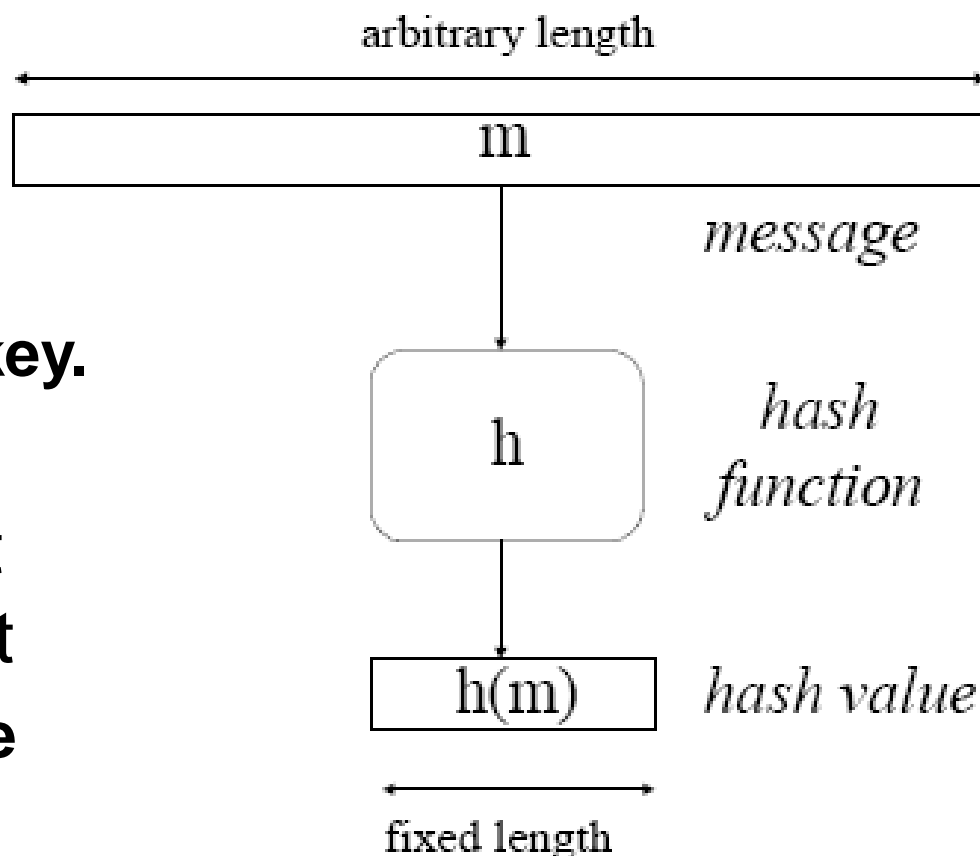 arbitrary length
m
message
key.
h
hash
function
t
t
e
h(m)
hash value
fixed length